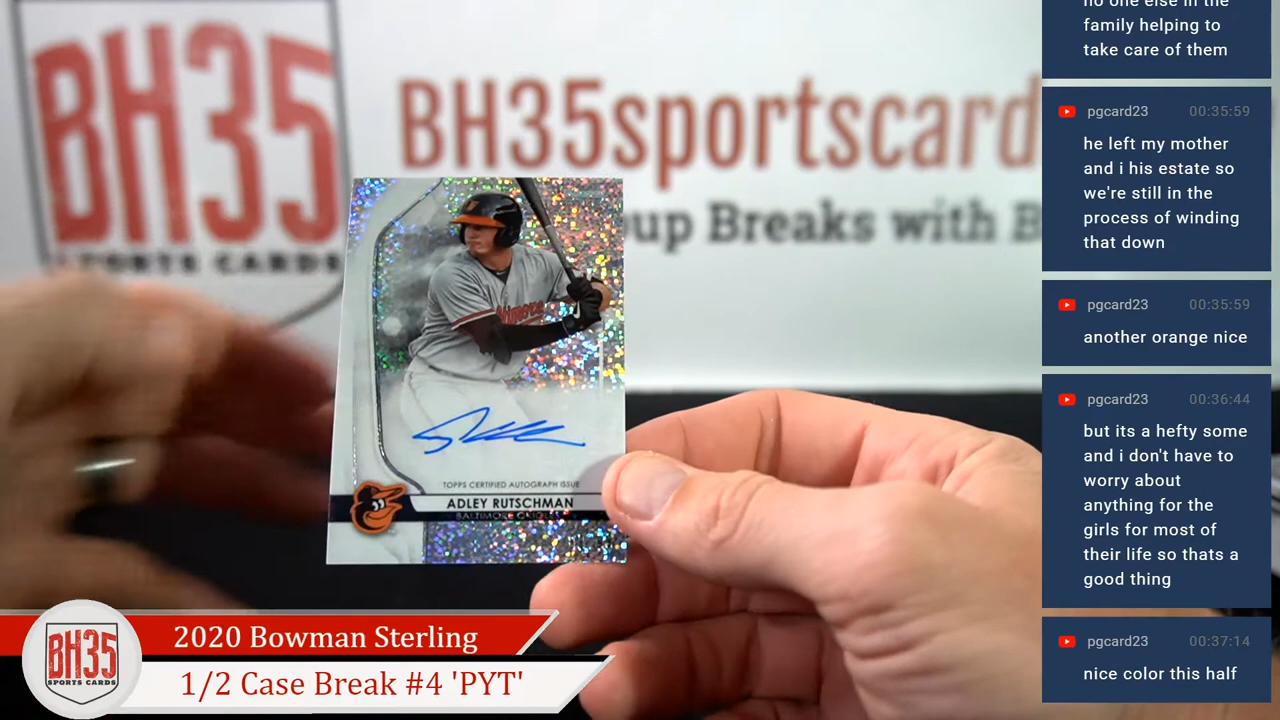 BH35
SPORTS CARDS
BH35sportscard
oup Breaks with B
TOPPS CERTIFIED AUTOGRAPH ISSUE
ADLEY RUTSCHMAN
BALTIMORE ORIOLES
BH35
SPORTS CARDS
2020 Bowman Sterling
1/2 Case Break #4 'PYT'
no one else in the
family helping to
take care of them
pgcard23 00:35:59
he left my mother
and i his estate so
we're still in the
process of winding
that down
pgcard23 00:35:59
another orange nice
pgcard23 00:36:44
but its a hefty some
and i don't have to
worry about
anything for the
girls for most of
their life so thats a
good thing
pgcard23 00:37:14
nice color this half